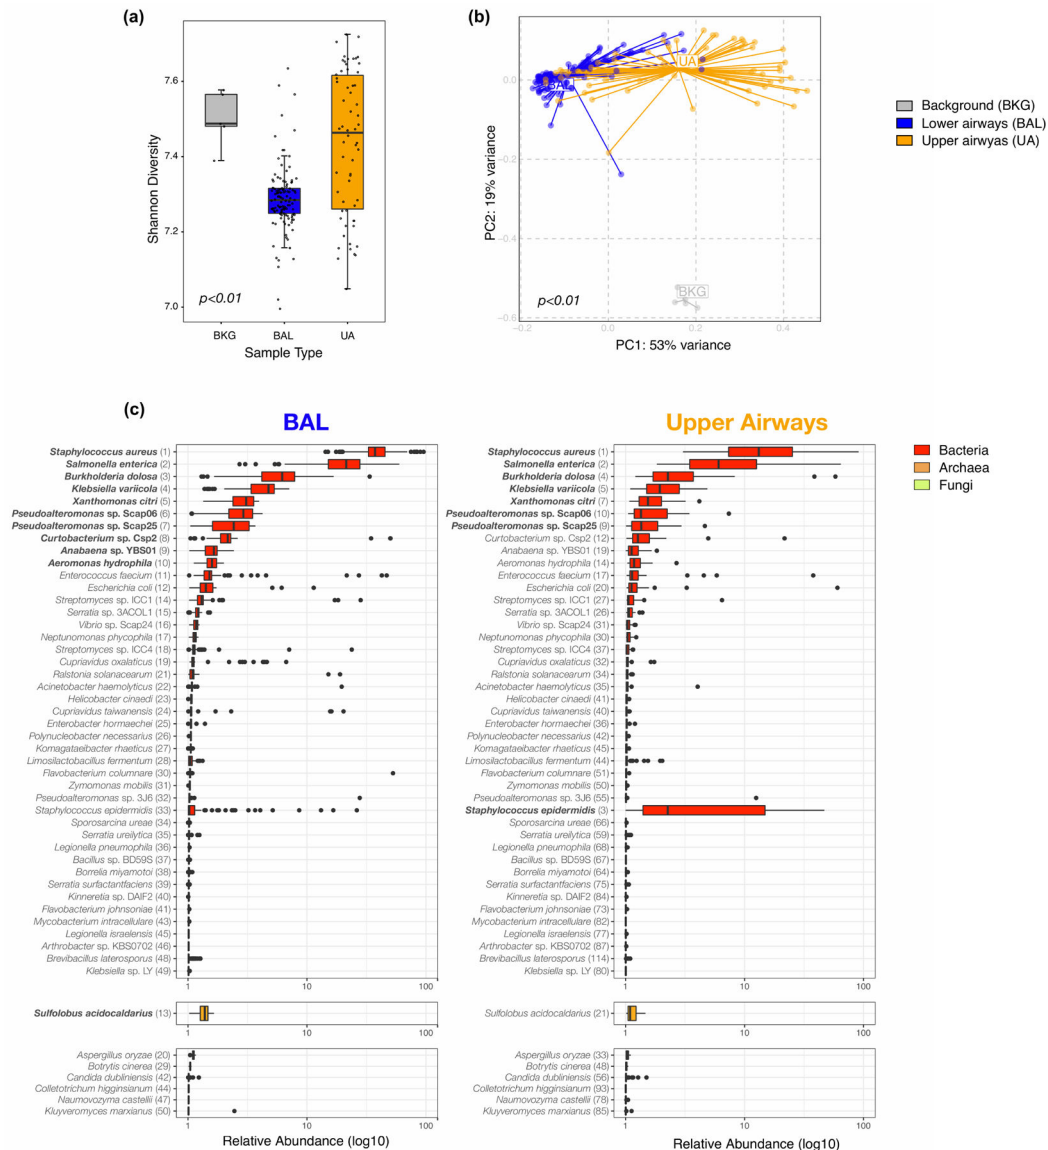 (a)
Shannon Diversity
7.6
7.4
7.2
7.0
p<0.01
BKG
BAL
UA
Sample Type
(b)
PC2: 19% variance
0.0
−0.2
−0.4
−0.6
UA
BAL
BKG
p<0.01
−0.2
0.0
0.2
0.4
PC1: 53% variance
Background (BKG)
Lower airways (BAL)
Upper airwyas (UA)
(c)
BAL
Staphylococcus aureus (1)
Salmonella enterica (2)
Burkholderia dolosa (3)
Klebsiella variicola (4)
Xanthomonas citri (5)
Pseudoalteromonas sp. Scap06 (6)
Pseudoalteromonas sp. Scap25 (7)
Curtobacterium sp. Csp2 (8)
Anabaena sp. YBS01 (9)
Aeromonas hydrophila (10)
Enterococcus faecium (11)
Escherichia coli (12)
Streptomyces sp. ICC1 (14)
Serratia sp. 3ACOL1 (15)
Vibrio sp. Scap24 (16)
Neptunomonas phycophila (17)
Streptomyces sp. ICC4 (18)
Cupriavidus oxalaticus (19)
Ralstonia solanacearum (21)
Acinetobacter haemolyticus (22)
Helicobacter cinaedi (23)
Cupriavidus taiwanensis (24)
Enterobacter hormaechei (25)
Polynucleobacter necessarius (26)
Komagataeibacter rhaeticus (27)
Limosilactobacillus fermentum (28)
Flavobacterium columnare (30)
Zymomonas mobilis (31)
Pseudoalteromonas sp. 3J6 (32)
Staphylococcus epidermidis (33)
Sporosarcina ureae (34)
Serratia ureilytica (35)
Legionella pneumophila (36)
Bacillus sp. BD59S (37)
Borrelia miyamotoi (38)
Serratia surfactantfaciens (39)
Kinneretia sp. DAIF2 (40)
Flavobacterium johnsoniae (41)
Mycobacterium intracellulare (43)
Legionella israelensis (45)
Arthrobacter sp. KBS0702 (46)
Brevibacillus laterosporus (48)
Klebsiella sp. LY (49)
1
10
100
Sulfolobus acidocaldarius (13)
1
10
100
Aspergillus oryzae (20)
Botrytis cinerea (29)
Candida dubliniensis (42)
Colletotrichum higginsianum (44)
Naumovozyma castellii (47)
Kluyveromyces marxianus (50)
1
10
100
Relative Abundance (log10)
Upper Airways
Staphylococcus aureus (1)
Salmonella enterica (2)
Burkholderia dolosa (4)
Klebsiella variicola (5)
Xanthomonas citri (7)
Pseudoalteromonas sp. Scap06 (10)
Pseudoalteromonas sp. Scap25 (9)
Curtobacterium sp. Csp2 (12)
Anabaena sp. YBS01 (19)
Aeromonas hydrophila (14)
Enterococcus faecium (17)
Escherichia coli (20)
Streptomyces sp. ICC1 (27)
Serratia sp. 3ACOL1 (26)
Vibrio sp. Scap24 (31)
Neptunomonas phycophila (30)
Streptomyces sp. ICC4 (37)
Cupriavidus oxalaticus (32)
Ralstonia solanacearum (34)
Acinetobacter haemolyticus (35)
Helicobacter cinaedi (41)
Cupriavidus taiwanensis (40)
Enterobacter hormaechei (36)
Polynucleobacter necessarius (42)
Komagataeibacter rhaeticus (45)
Limosilactobacillus fermentum (44)
Flavobacterium columnare (51)
Zymomonas mobilis (50)
Pseudoalteromonas sp. 3J6 (55)
Staphylococcus epidermidis (3)
Sporosarcina ureae (66)
Serratia ureilytica (59)
Legionella pneumophila (68)
Bacillus sp. BD59S (67)
Borrelia miyamotoi (64)
Serratia surfactantfaciens (75)
Kinneretia sp. DAIF2 (84)
Flavobacterium johnsoniae (73)
Mycobacterium intracellulare (82)
Legionella israelensis (77)
Arthrobacter sp. KBS0702 (87)
Brevibacillus laterosporus (114)
Klebsiella sp. LY (80)
1
10
100
Sulfolobus acidocaldarius (21)
1
10
100
Aspergillus oryzae (33)
Botrytis cinerea (48)
Candida dubliniensis (56)
Colletotrichum higginsianum (93)
Naumovozyma castellii (78)
Kluyveromyces marxianus (85)
1
10
100
Relative Abundance (log10)
Bacteria
Archaea
Fungi